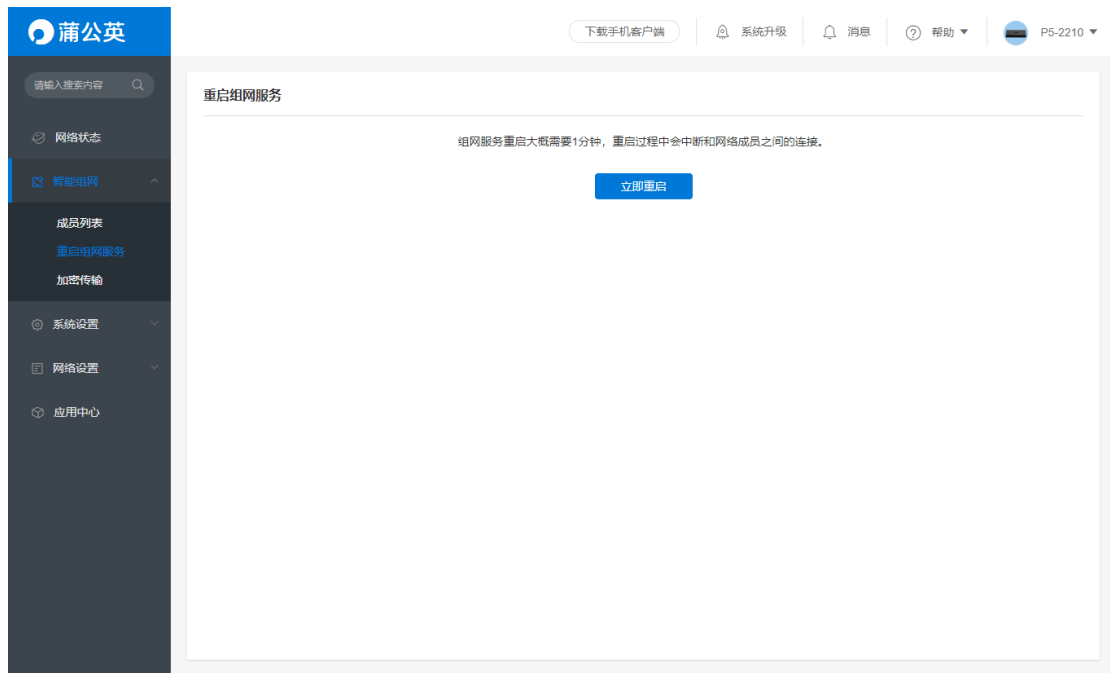 蒲公英
下载手机客户端 系统升级 消息 帮助 P5-2210
请输入搜索内容
网络状态
智能组网
成员列表
重启组网服务
加密传输
系统设置
网络设置
应用中心
重启组网服务
组网服务重启大概需要1分钟，重启过程中会中断和网络成员之间的连接。
立即重启